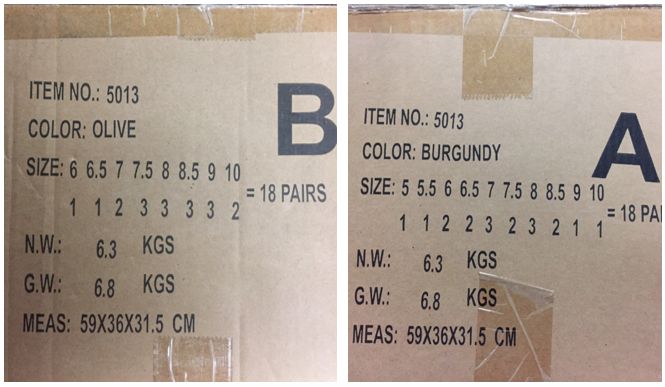 B
ITEM NO.: 5013
COLOR: OLIVE
SIZE: 6 6.5 7 7.5 8 8.5 9 10
1 1 2 3 3 3 3 2
= 18 PAIRS
N.W.: 6.3 KGS
G.W.: 6.8 KGS
MEAS: 59X36X31.5 CM
A
ITEM NO.: 5013
COLOR: BURGUNDY
SIZE: 5 5.5 6 6.5 7 7.5 8 8.5 9 10
1 1 2 2 3 2 3 2 1 1
= 18 PAI
N.W.: 6.3 KGS
G.W.: 6.8 KGS
MEAS: 59X36X31.5 CM